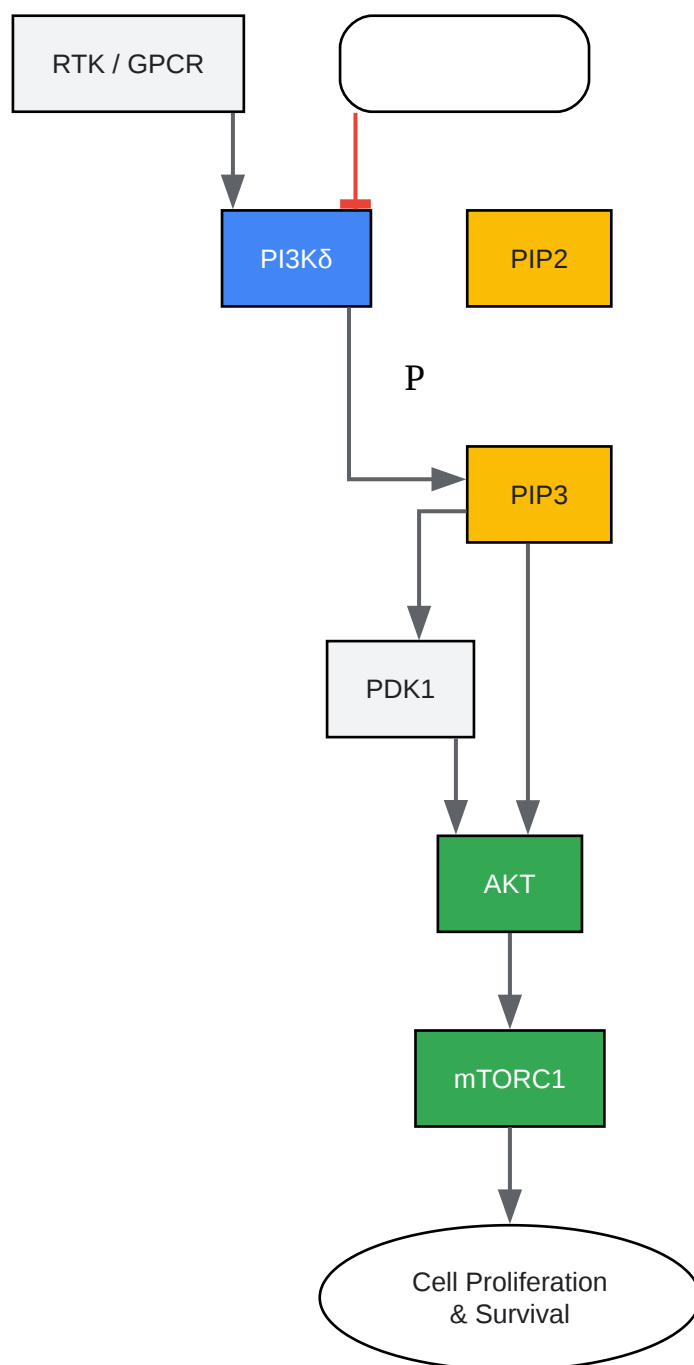 RTK / GPCR
PI3Kδ
PIP2
P
PIP3
PDK1
AKT
mTORC1
Cell Proliferation
& Survival